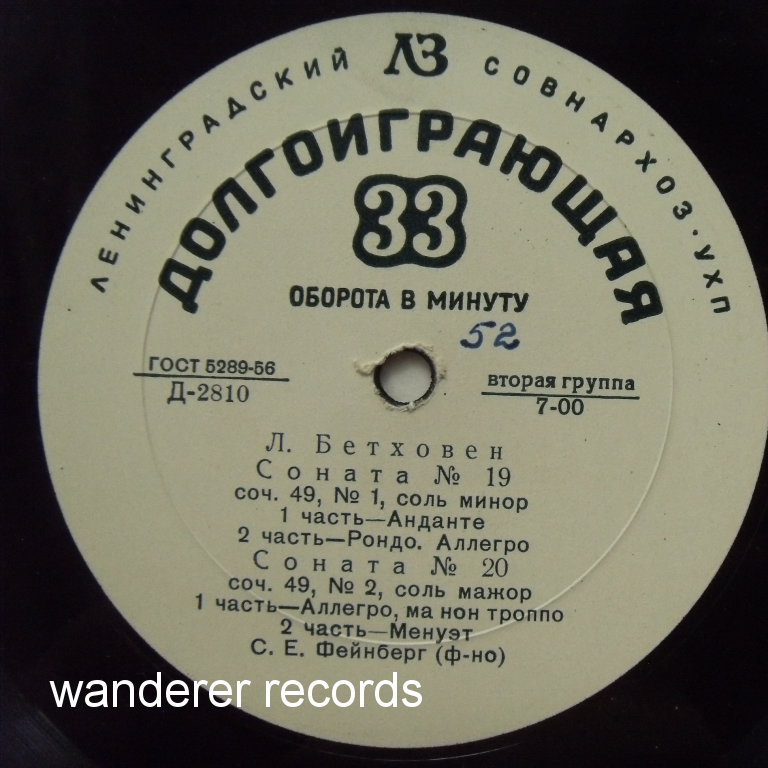 ЛЕНИНГРАДСКИЙ ЛЗ СОВНАРХОЗ · УХП
ДОЛГОИГРАЮЩАЯ
33
ОБОРОТА В МИНУТУ
52
ГОСТ 5289-56
Д-2810
вторая группа
7-00
Л. Бетховен
Соната № 19
соч. 49, № 1, соль минор
1 часть—Анданте
2 часть—Рондо. Аллегро
Соната № 20
соч. 49, № 2, соль мажор
1 часть—Аллегро, ма нон троппо
2 часть—Менуэт
С. Е. Фейнберг (ф-но)
wanderer records